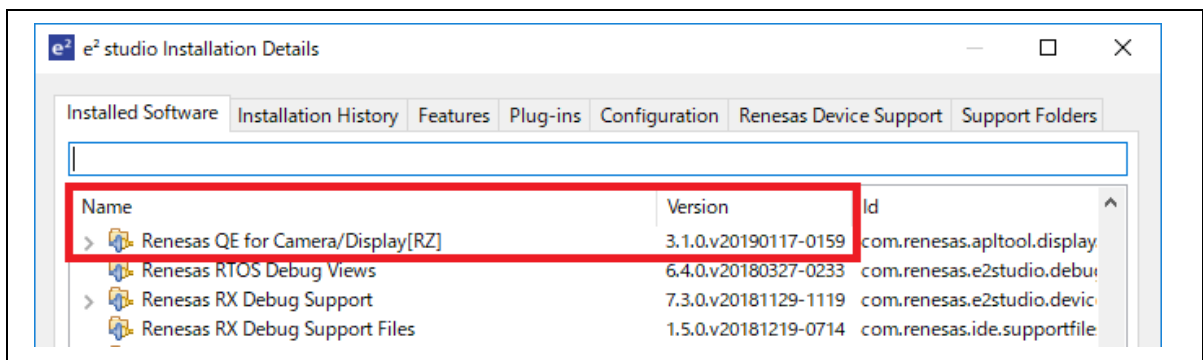 e² e² studio Installation Details
Installed Software Installation History Features Plug-ins Configuration Renesas Device Support Support Folders
Name Version Id
Renesas QE for Camera/Display[RZ] 3.1.0.v20190117-0159 com.renesas.apltool.display.
Renesas RTOS Debug Views 6.4.0.v20180327-0233 com.renesas.e2studio.debu
Renesas RX Debug Support 7.3.0.v20181129-1119 com.renesas.e2studio.devic
Renesas RX Debug Support Files 1.5.0.v20181219-0714 com.renesas.ide.supportfile